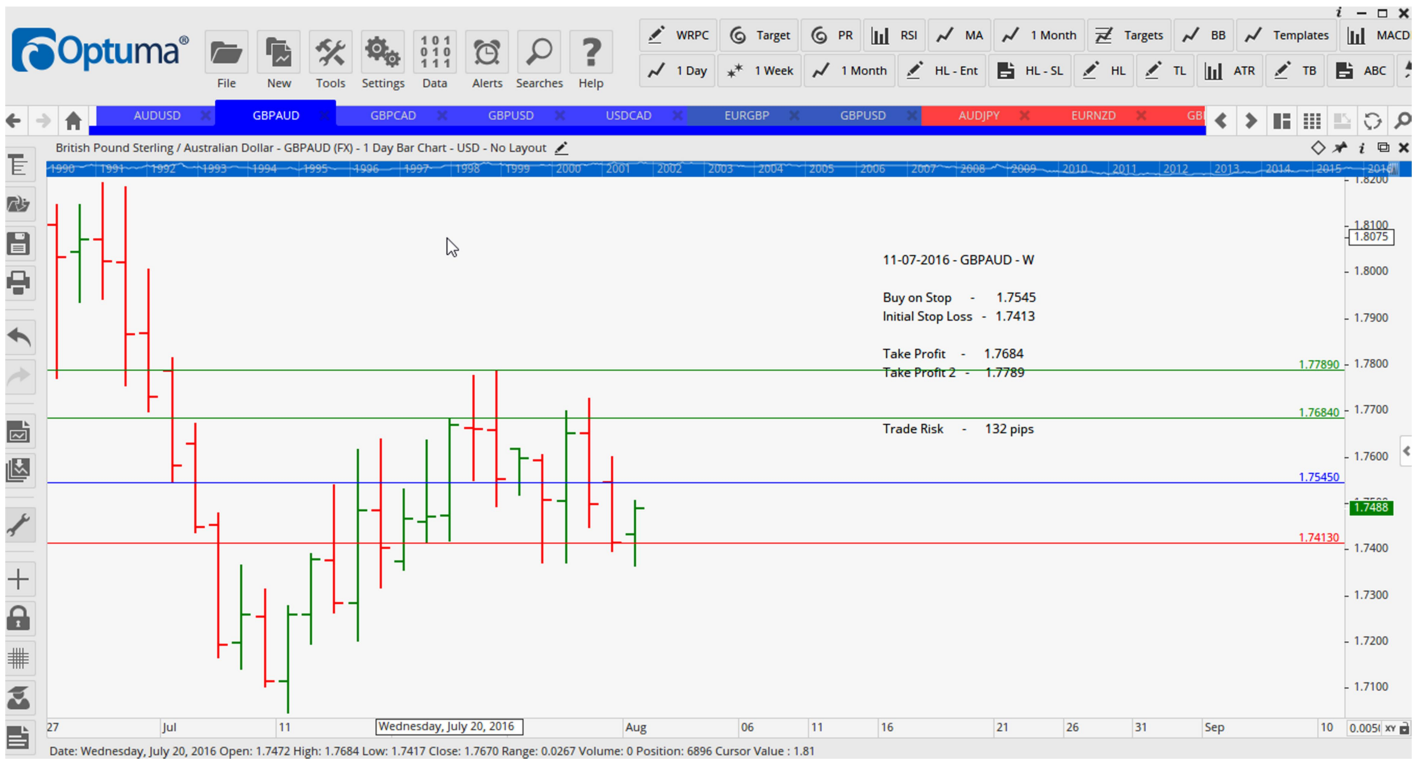 Optuma®
File New Tools Settings Data Alerts Searches Help
WRPC Target PR RSI MA 1 Month Targets BB Templates MACD
1 Day 1 Week 1 Month HL - Ent HL - SL HL TL ATR TB ABC
AUDUSD GBPAUD GBPCAD GBPUSD USDCAD EURGBP GBPUSD AUDJPY EURNZD GBI
British Pound Sterling / Australian Dollar - GBPAUD (FX) - 1 Day Bar Chart - USD - No Layout
1990 1991 1992 1993 1994 1995 1996 1997 1998 1999 2000 2001 2002 2003 2004 2005 2006 2007 2008 2009 2010 2011 2012 2013 2014 2015 2016
1.8200
1.8100
1.8075
11-07-2016 - GBPAUD - W
1.8000
Buy on Stop - 1.7545
Initial Stop Loss - 1.7413
1.7900
Take Profit - 1.7684
1.77890 1.7800
Take Profit 2 - 1.7789
1.76840 1.7700
Trade Risk - 132 pips
1.7600
1.75450
1.7488
1.74130
1.7400
1.7300
1.7200
1.7100
27 Jul 11 Wednesday, July 20, 2016 Aug 06 11 16 21 26 31 Sep 10 XY
Date: Wednesday, July 20, 2016 Open: 1.7472 High: 1.7684 Low: 1.7417 Close: 1.7670 Range: 0.0267 Volume: 0 Position: 6896 Cursor Value : 1.81